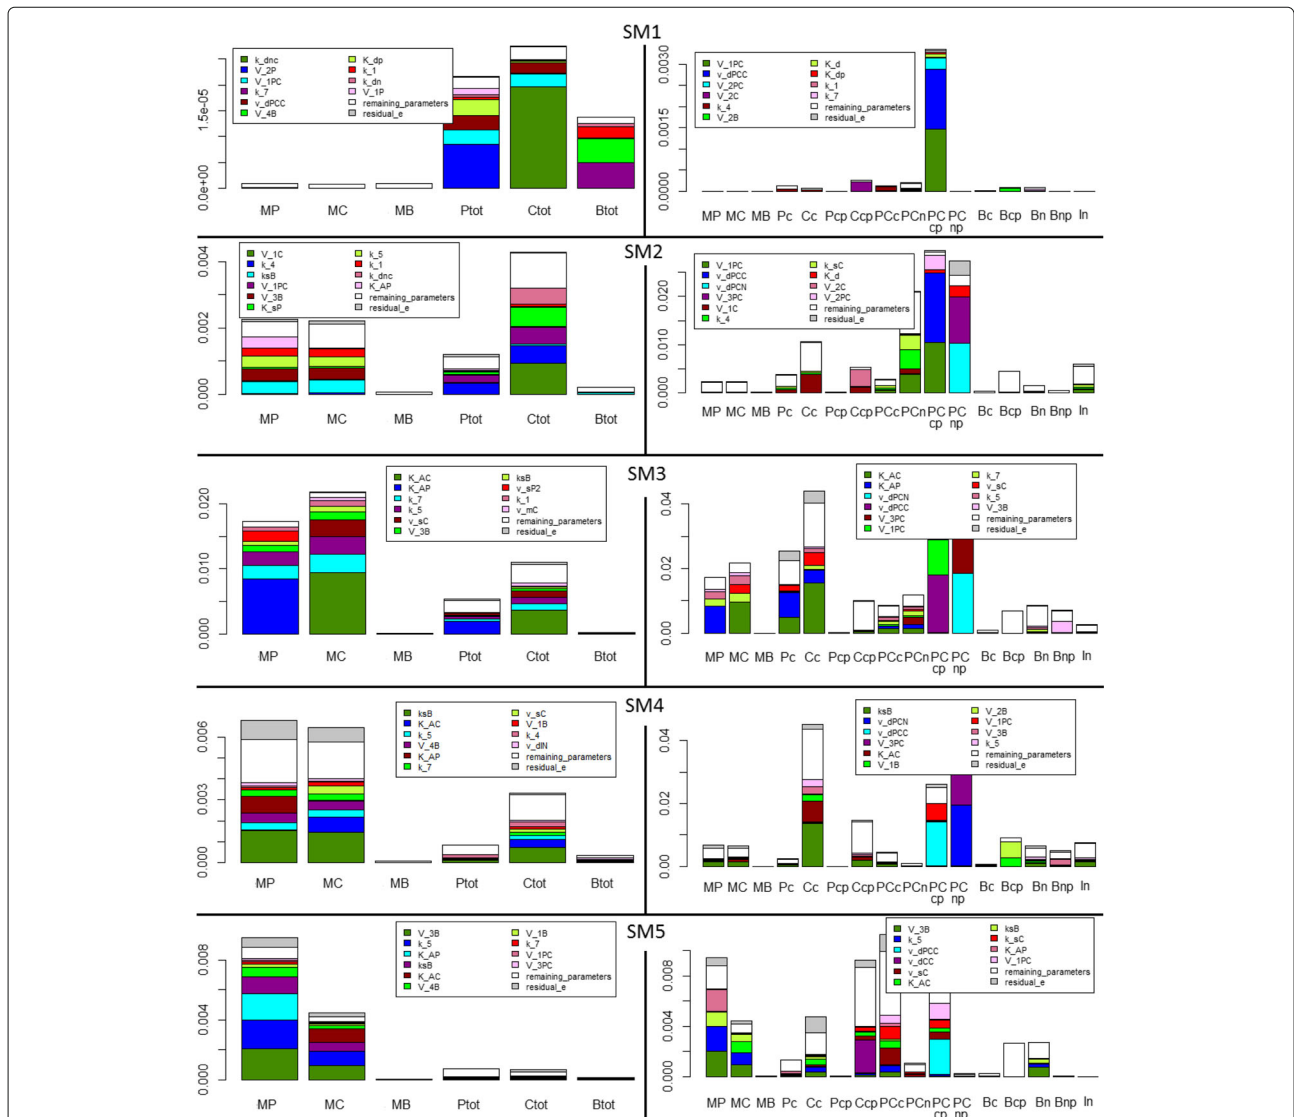 SM1
k_dnc K_dp
V_2P k_1
V_1PC k_dn
k_7 V_1P
v_dPCC remaining_parameters
V_4B residual_e
0.0e+00 1.5e-05
MP MC MB Ptot Ctot Btot
V_1PC K_d
v_dPCC K_dp
V_2PC k_1
V_2C k_7
k_4 remaining_parameters
V_2B residual_e
0.0000 0.0015 0.0030
MP MC MB Pc Cc Pcp Ccp PCc PCn PC cp PC np Bc Bcp Bn Bnp In
SM2
V_1C k_5
k_4 k_1
ksB k_dnc
V_1PC K_AP
V_3B remaining_parameters
K_sP residual_e
0.000 0.002 0.004
MP MC MB Ptot Ctot Btot
V_1PC k_sC
v_dPCC K_d
v_dPCN V_2C
V_3PC V_2PC
V_1C remaining_parameters
k_4 residual_e
0.000 0.010 0.020
MP MC MB Pc Cc Pcp Ccp PCc PCn PC cp PC np Bc Bcp Bn Bnp In
SM3
K_AC ksB
K_AP v_sP2
k_7 k_1
k_5 v_mC
v_sC remaining_parameters
V_3B residual_e
0.000 0.010 0.020
MP MC MB Ptot Ctot Btot
K_AC k_7
K_AP v_sC
v_dPCN k_5
v_dPCC V_3B
V_3PC remaining_parameters
V_1PC residual_e
0.00 0.02 0.04
MP MC MB Pc Cc Pcp Ccp PCc PCn PC cp PC np Bc Bcp Bn Bnp In
SM4
ksB v_sC
K_AC V_1B
k_5 k_4
V_4B v_dIN
K_AP remaining_parameters
k_7 residual_e
0.000 0.003 0.006
MP MC MB Ptot Ctot Btot
ksB V_2B
v_dPCN V_1PC
v_dPCC V_3B
V_3PC k_5
K_AC remaining_parameters
V_1B residual_e
0.00 0.02 0.04
MP MC MB Pc Cc Pcp Ccp PCc PCn PC cp PC np Bc Bcp Bn Bnp In
SM5
V_3B V_1B
k_5 k_7
K_AP V_1PC
ksB V_3PC
K_AC remaining_parameters
V_4B residual_e
0.000 0.004 0.008
MP MC MB Ptot Ctot Btot
V_3B ksB
k_5 k_sC
v_dPCC K_AP
v_dCC V_1PC
v_sC remaining_parameters
K_AC residual_e
0.000 0.004 0.008
MP MC MB Pc Cc Pcp Ccp PCc PCn PC cp PC np Bc Bcp Bn Bnp In